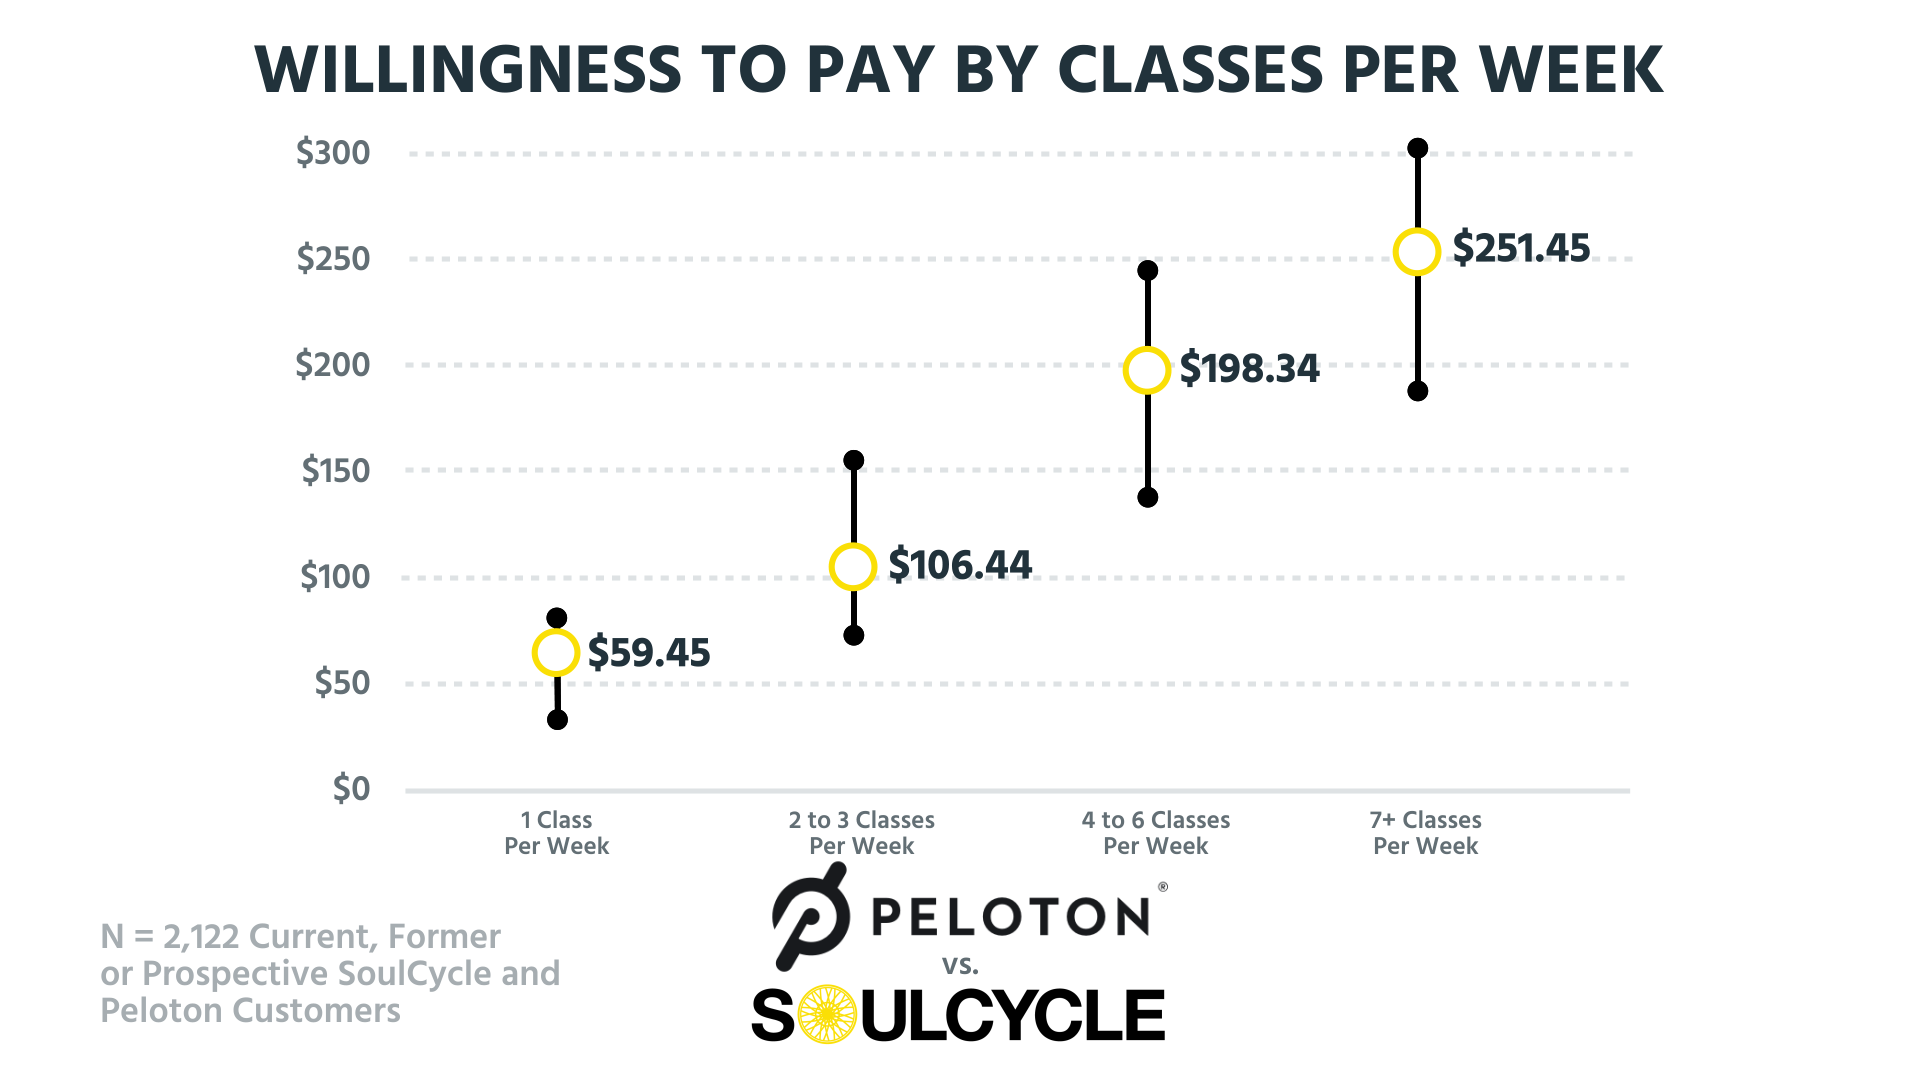 WILLINGNESS TO PAY BY CLASSES PER WEEK
$300
$250
$200
$150
$100
$50
$0
$59.45
$106.44
$198.34
$251.45
1 Class
Per Week
2 to 3 Classes
Per Week
4 to 6 Classes
Per Week
7+ Classes
Per Week
N = 2,122 Current, Former
or Prospective SoulCycle and
Peloton Customers
PELOTON®
vs.
SOULCYCLE